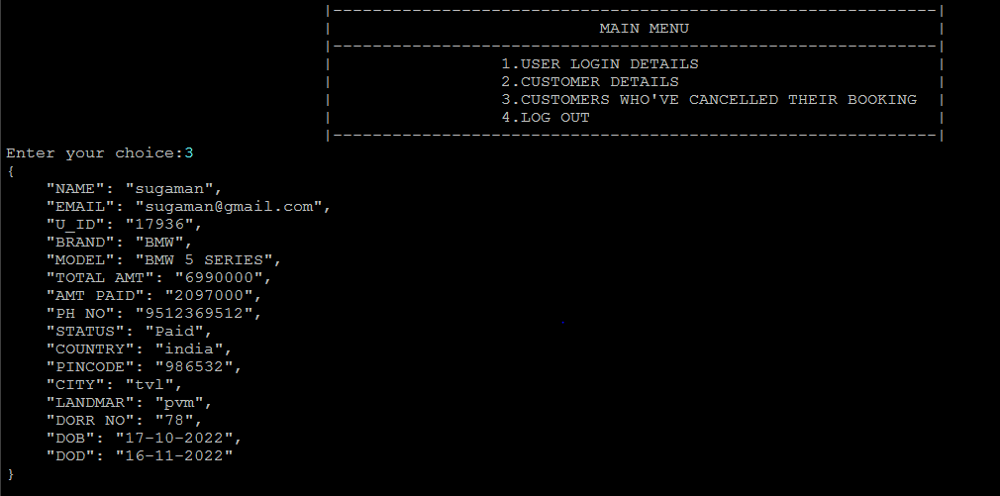 |-------------------------------------------------------------|
| MAIN MENU |
|-------------------------------------------------------------|
| 1.USER LOGIN DETAILS |
| 2.CUSTOMER DETAILS |
| 3.CUSTOMERS WHO'VE CANCELLED THEIR BOOKING |
| 4.LOG OUT |
|-------------------------------------------------------------|
Enter your choice:3
{
    "NAME": "sugaman",
    "EMAIL": "sugaman@gmail.com",
    "U_ID": "17936",
    "BRAND": "BMW",
    "MODEL": "BMW 5 SERIES",
    "TOTAL AMT": "6990000",
    "AMT PAID": "2097000",
    "PH NO": "9512369512",
    "STATUS": "Paid",
    "COUNTRY": "india",
    "PINCODE": "986532",
    "CITY": "tvl",
    "LANDMAR": "pvm",
    "DORR NO": "78",
    "DOB": "17-10-2022",
    "DOD": "16-11-2022"
}